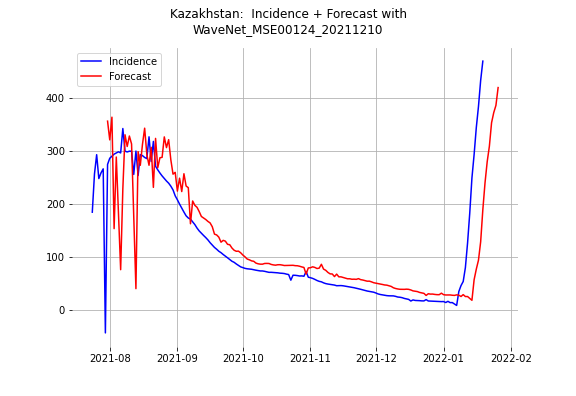 Kazakhstan:  Incidence + Forecast with
WaveNet_MSE00124_20211210
Incidence
Forecast
400
300
200
100
0
2021-08 2021-09 2021-10 2021-11 2021-12 2022-01 2022-02